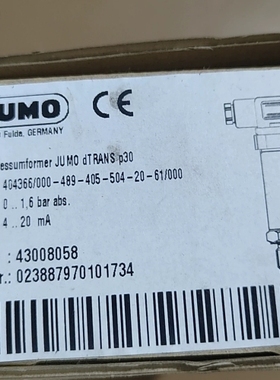 UMO CE
Fulda, GERMANY
essumformer JUMO dTRANS p30
404366/000-489-405-504-20-61/000
0...1,6 bar abs.
4...20 mA
: 43008058
r.: 023887970101734